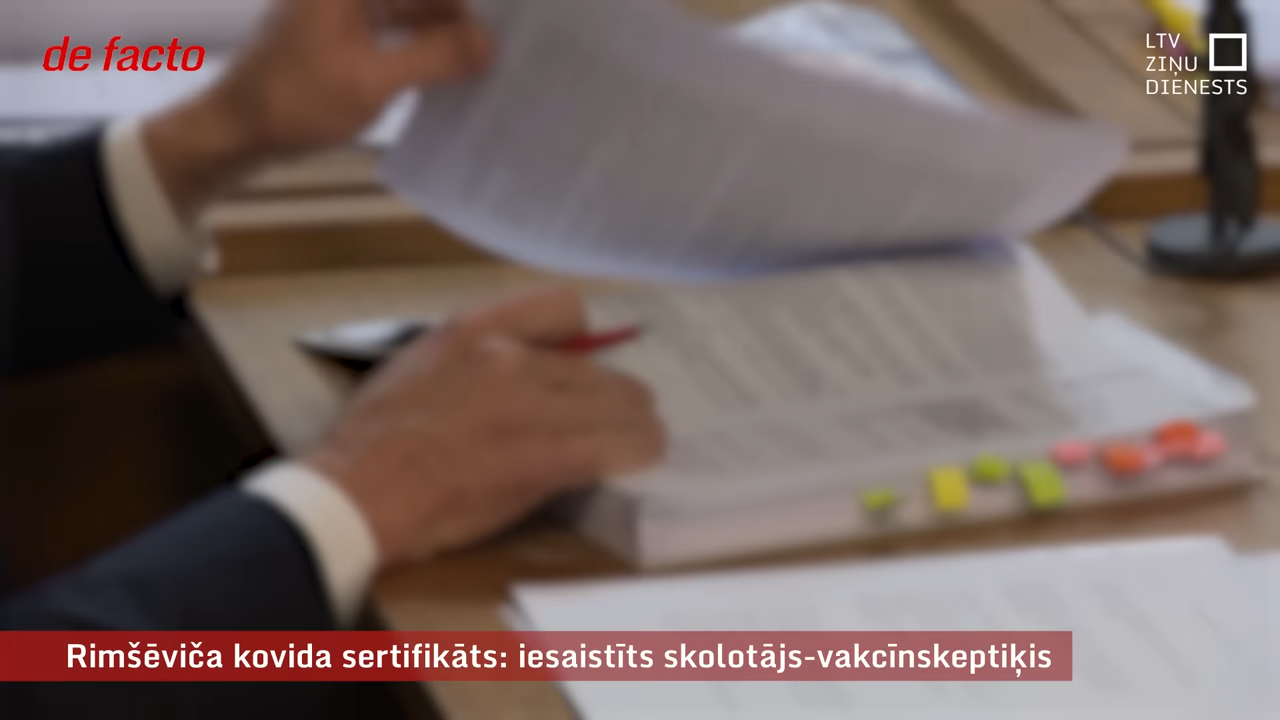 de facto
LTV
ZIŅU
DIENESTS
Rimšēviča kovida sertifikāts: iesaistīts skolotājs-vakcīnskeptiķis